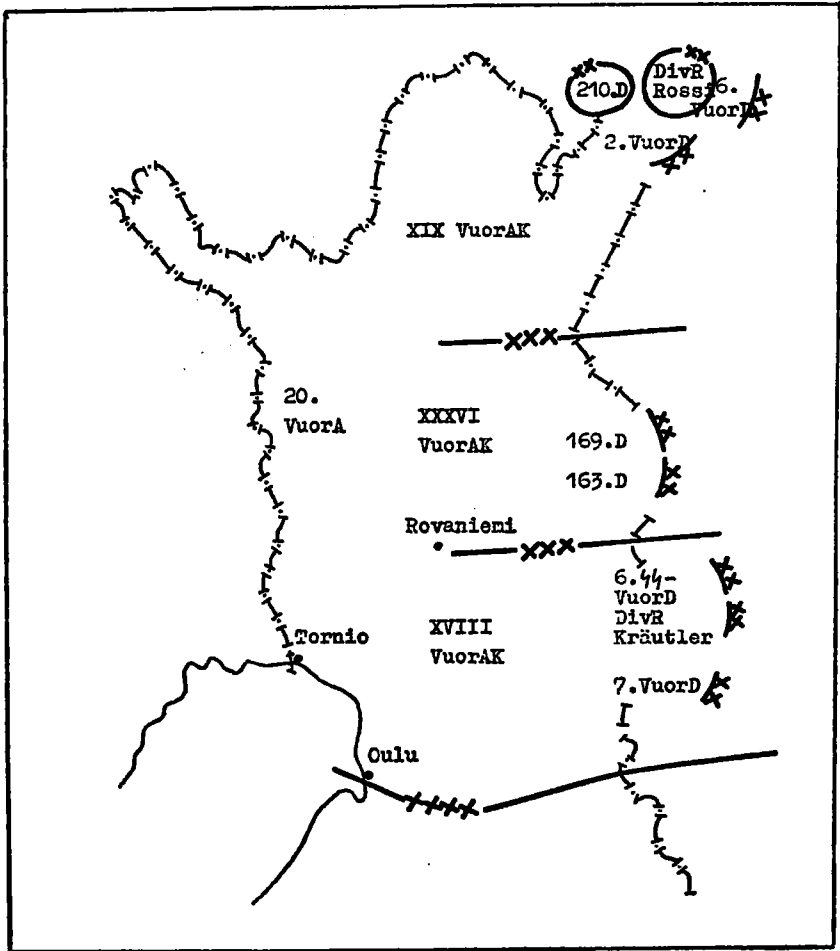 210.D
DivR
Rossi
6.
VuorD
2.VuorD
XIX VuorAK
20.
VuorA
XXXVI
VuorAK
169.D
163.D
Rovaniemi
6.44-
VuorD
DivR
Kräutler
XVIII
VuorAK
Tornio
7.VuorD
Oulu